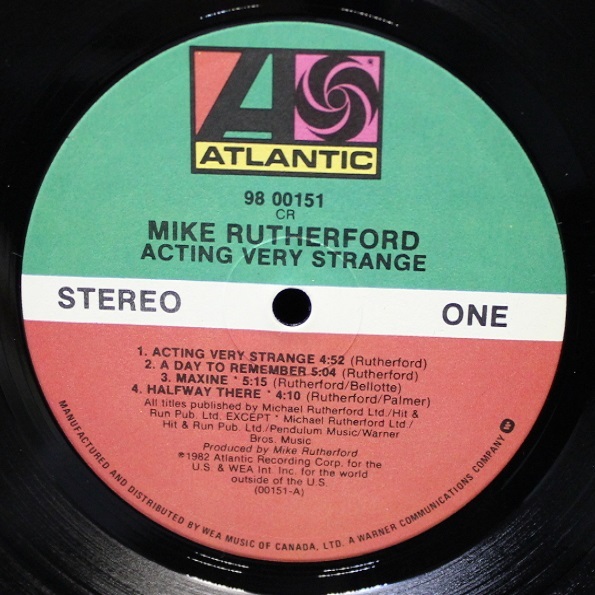 ATLANTIC
98 00151
CR
MIKE RUTHERFORD
ACTING VERY STRANGE
STEREO
ONE
1. ACTING VERY STRANGE 4:52 (Rutherford)
2. A DAY TO REMEMBER 5:04 (Rutherford)
3. MAXINE * 5:15 (Rutherford/Bellotte)
4. HALFWAY THERE * 4:10 (Rutherford/Palmer)
All titles published by Michael Rutherford Ltd./Hit &
Run Pub. Ltd. EXCEPT * Michael Rutherford Ltd./
Hit & Run Pub. Ltd./Pendulum Music/Warner
Bros. Music
Produced by Mike Rutherford
℗1982 Atlantic Recording Corp. for the
U.S. & WEA Int. Inc. for the world
outside of the U.S.
(00151-A)
MANUFACTURED AND DISTRIBUTED BY WEA MUSIC OF CANADA, LTD. A WARNER COMMUNICATIONS COMPANY